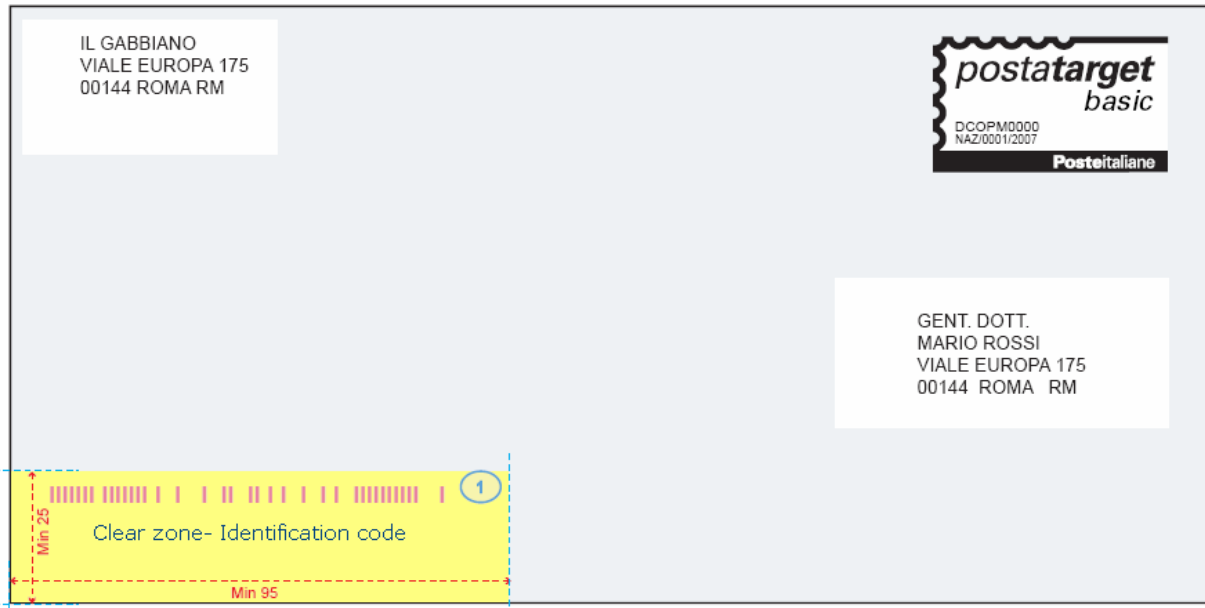 IL GABBIANO
VIALE EUROPA 175
00144 ROMA RM
postatarget
basic
DCOPM0000
NAZ/0001/2007
Posteitaliane
GENT. DOTT.
MARIO ROSSI
VIALE EUROPA 175
00144 ROMA RM
1
Clear zone- Identification code
Min 25
Min 95